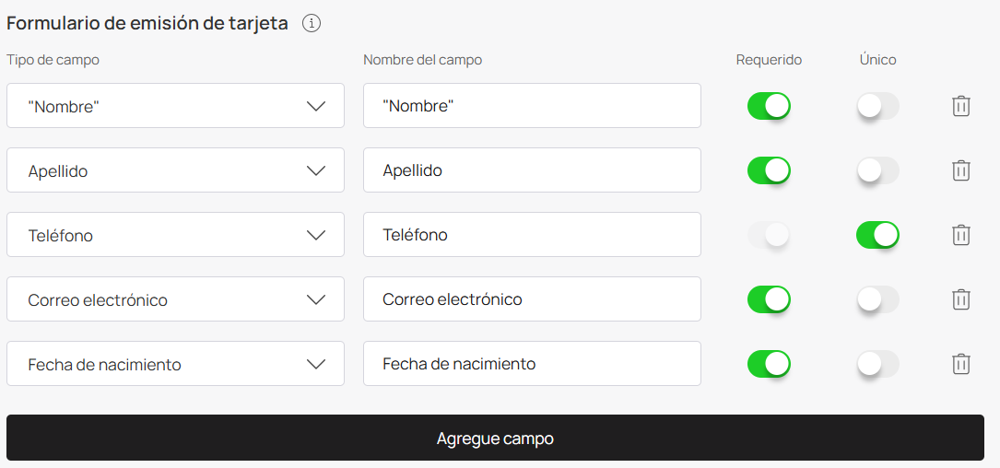 Formulario de emisión de tarjeta
Tipo de campo Nombre del campo Requerido Único
"Nombre" "Nombre"
Apellido Apellido
Teléfono Teléfono
Correo electrónico Correo electrónico
Fecha de nacimiento Fecha de nacimiento
Agregue campo